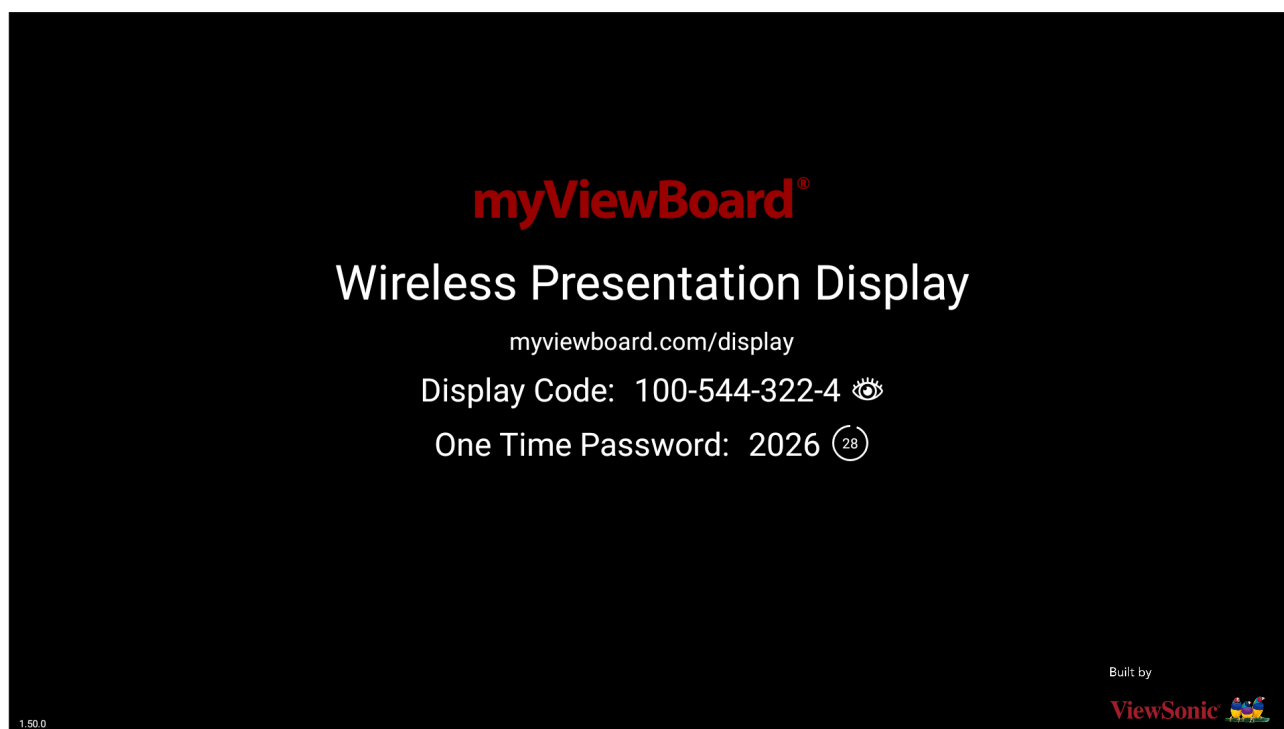 myViewBoard®
Wireless Presentation Display
myviewboard.com/display
Display Code: 100-544-322-4
One Time Password: 2026 28
Built by
ViewSonic
1.50.0